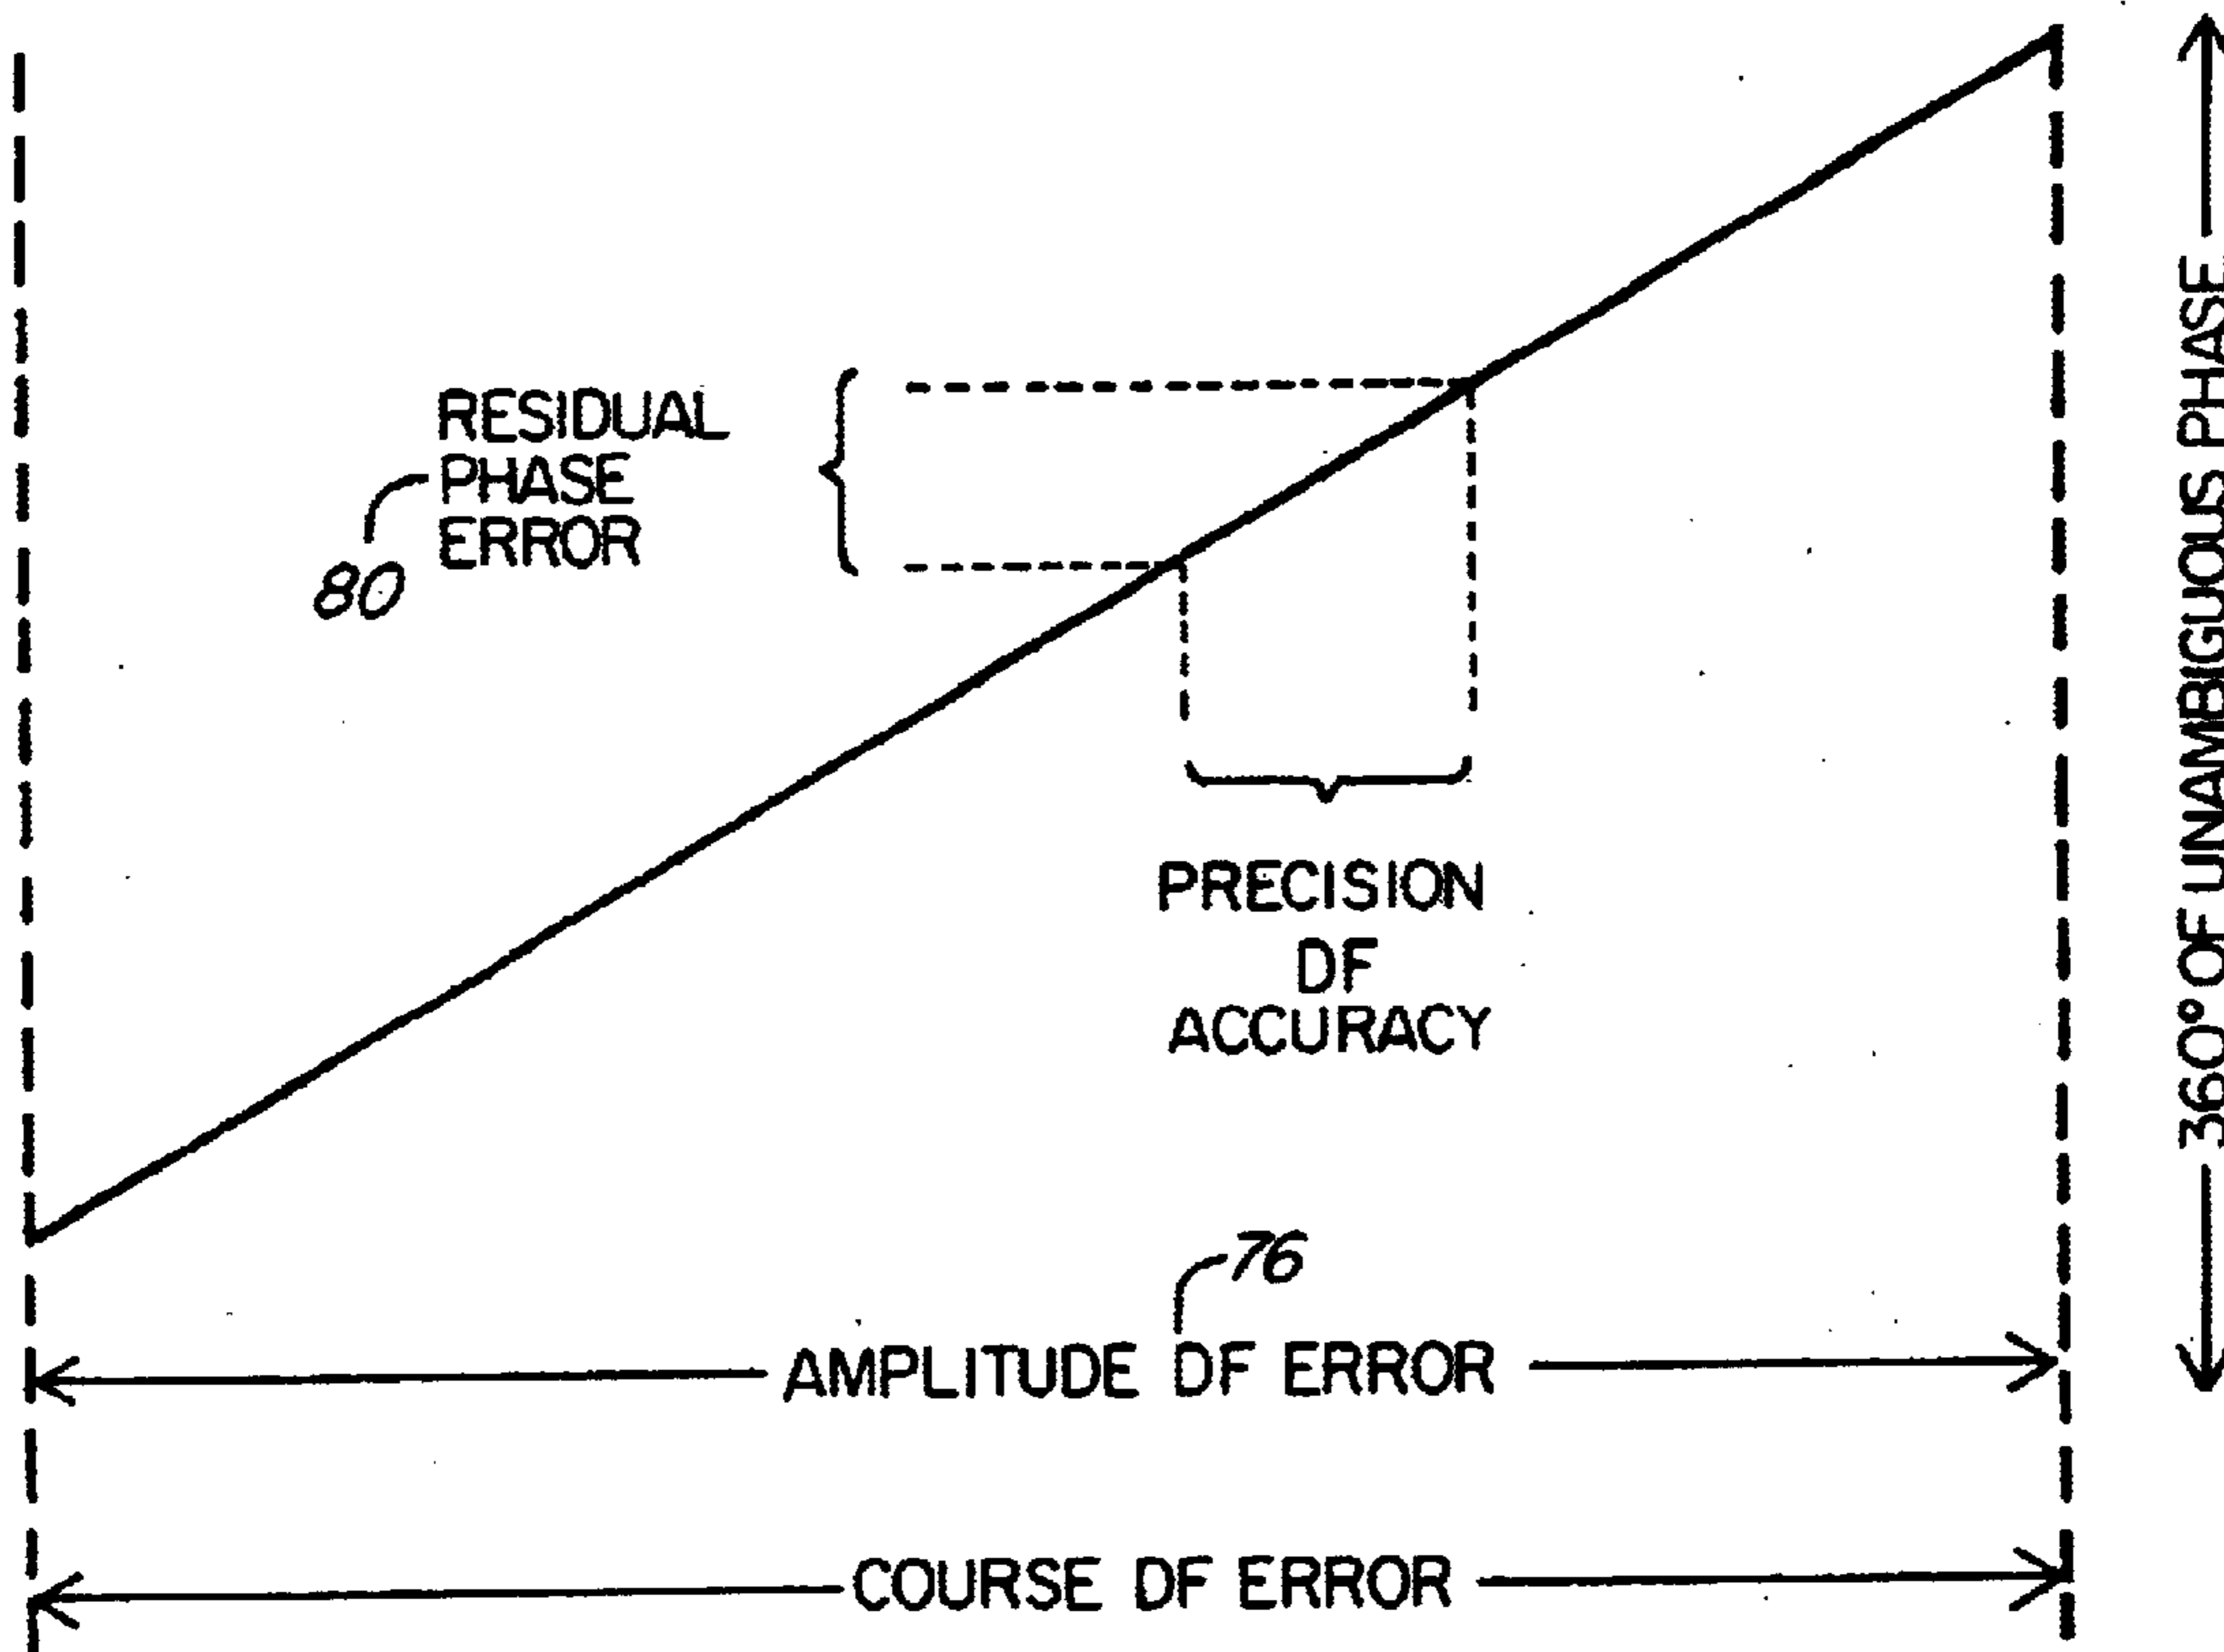 RESIDUAL
PHASE
ERROR
80
PRECISION
DF
ACCURACY
76
AMPLITUDE DF ERROR
COURSE DF ERROR
360° OF UNAMBIGUOUS PHASE